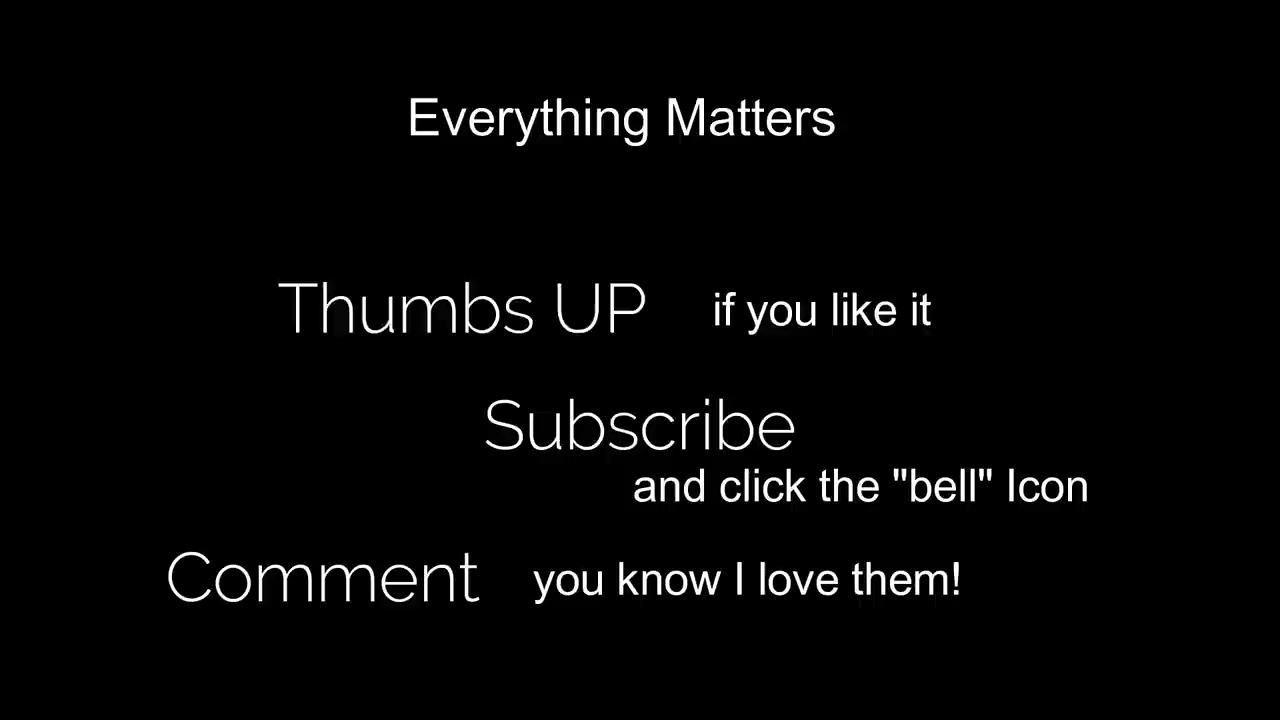 Everything Matters
Thumbs UP if you like it
Subscribe
and click the "bell" Icon
Comment you know I love them!